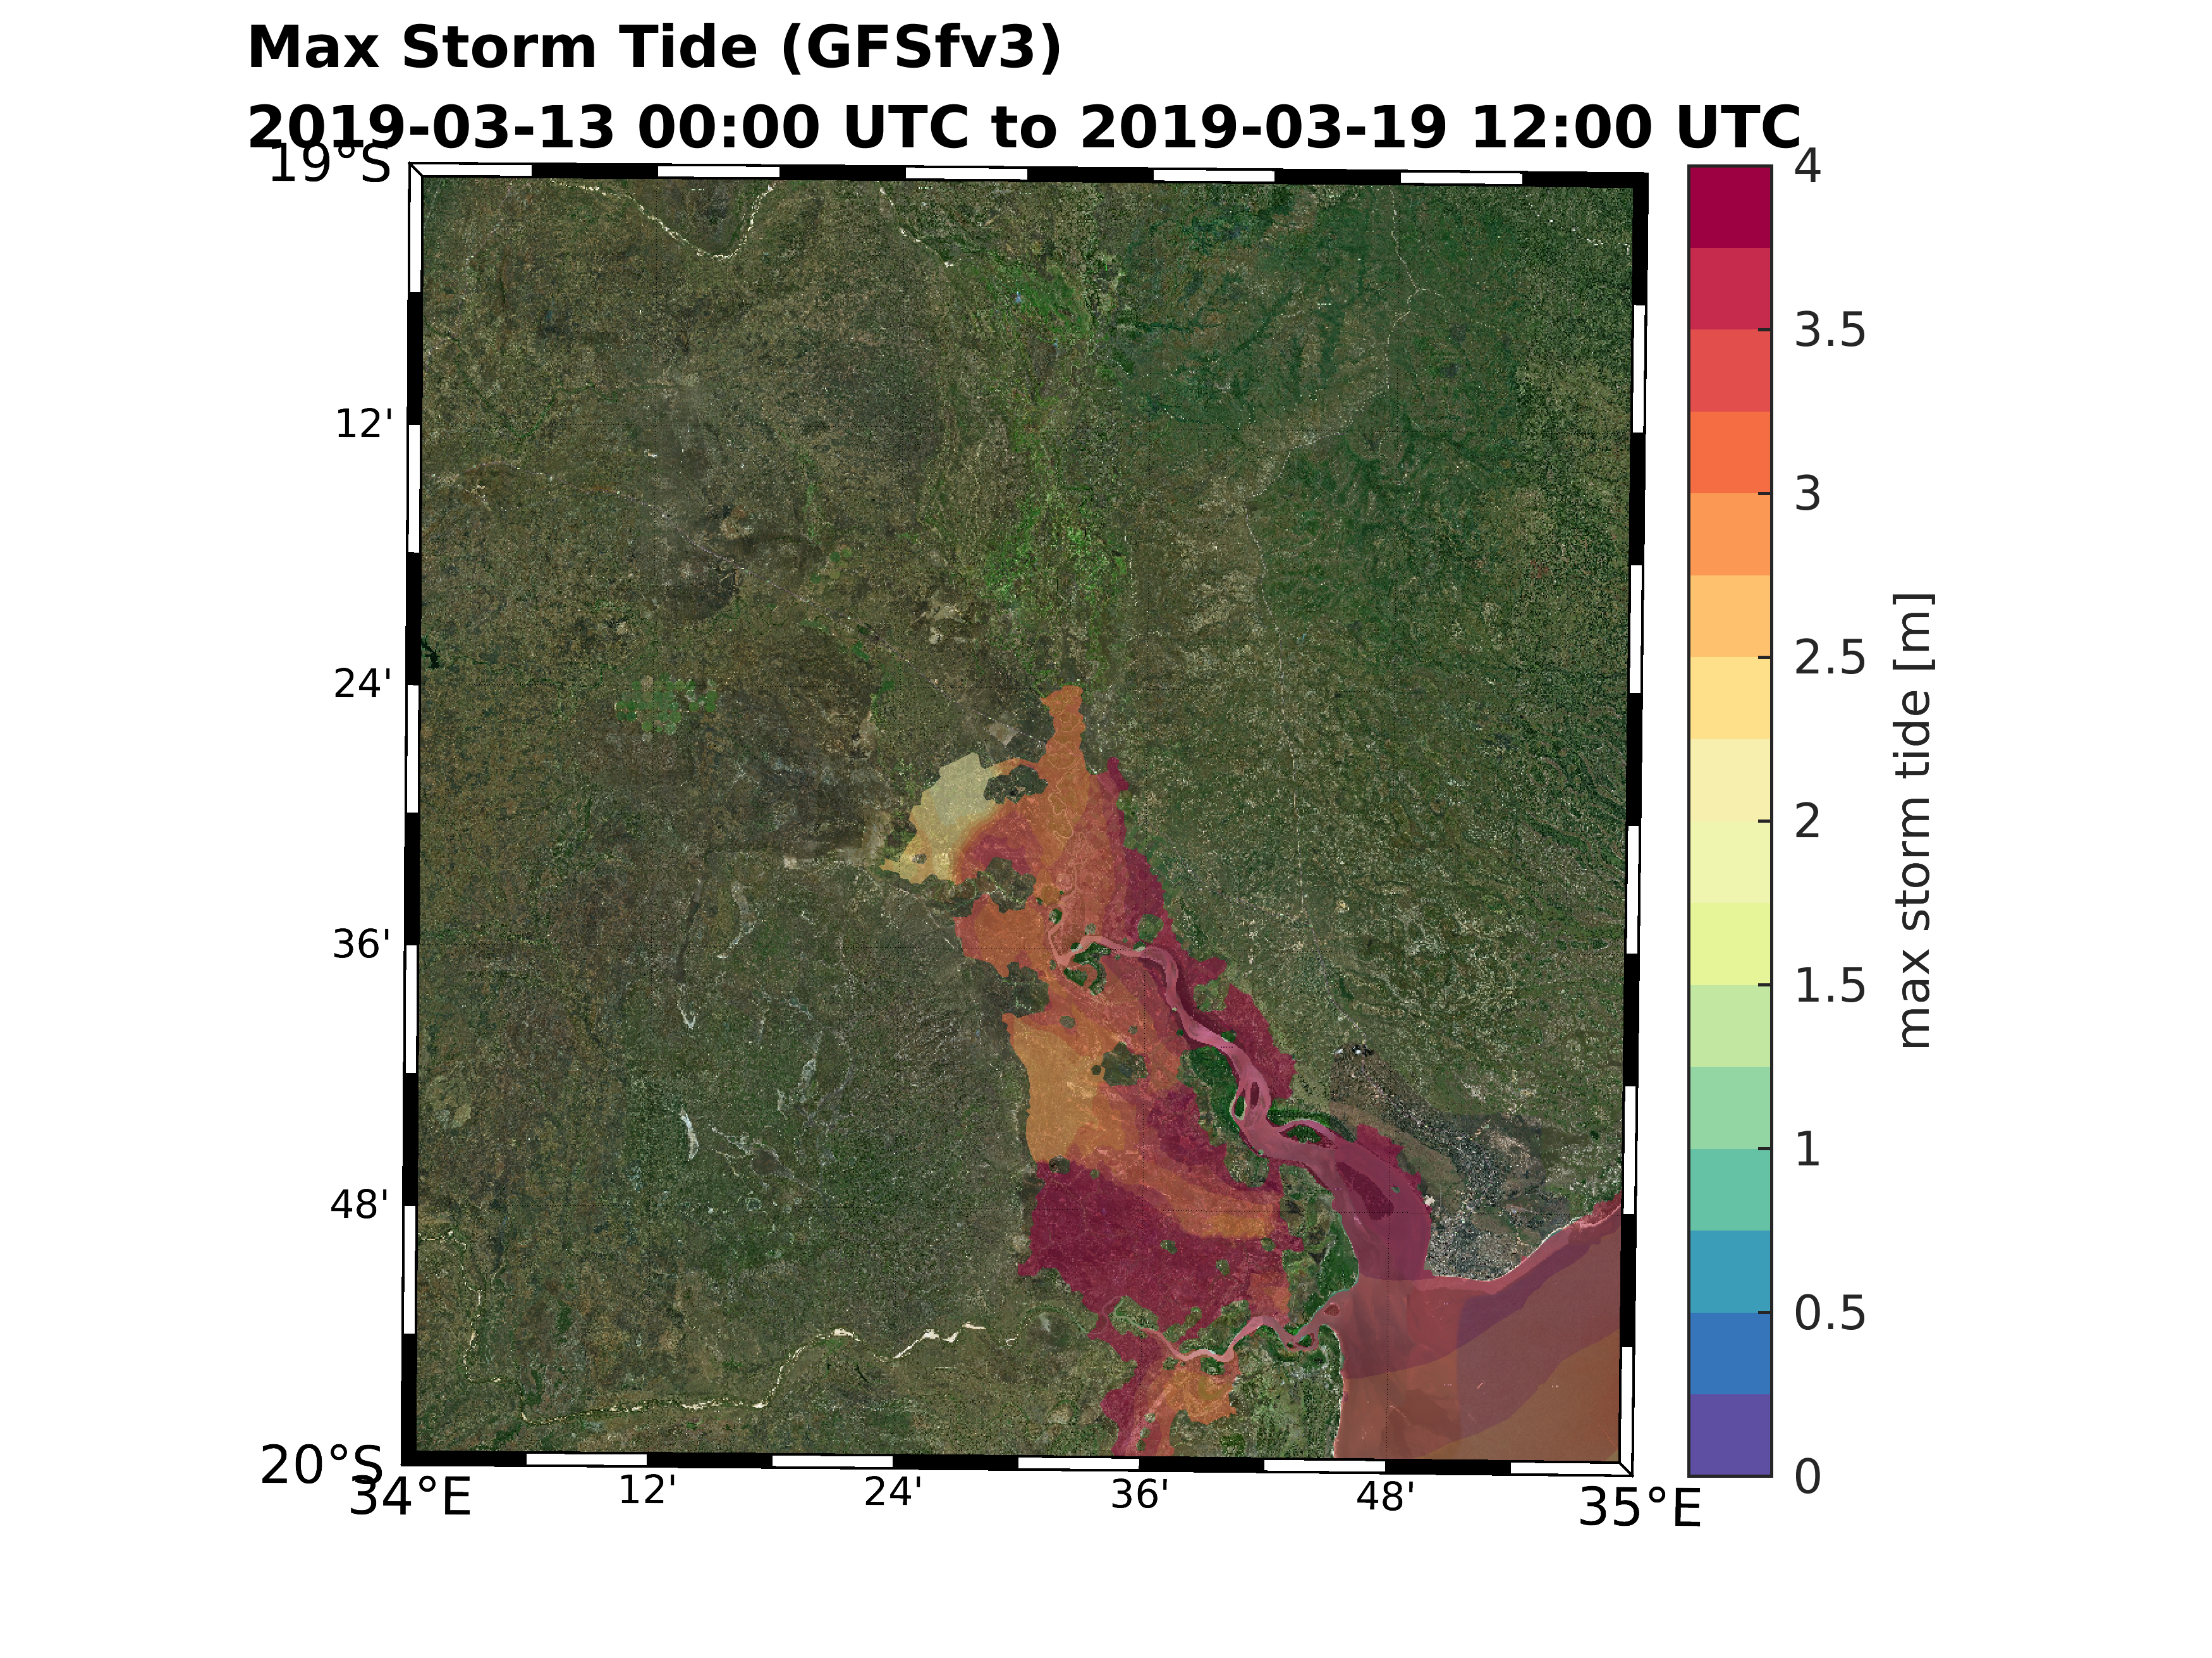 Max Storm Tide (GFSfv3)
2019-03-13 00:00 UTC to 2019-03-19 12:00 UTC
19°S
12'
24'
36'
48'
20°S
34°E
12'
24'
36'
48'
35°E
4
3.5
3
2.5
2
1.5
1
0.5
0
max storm tide [m]